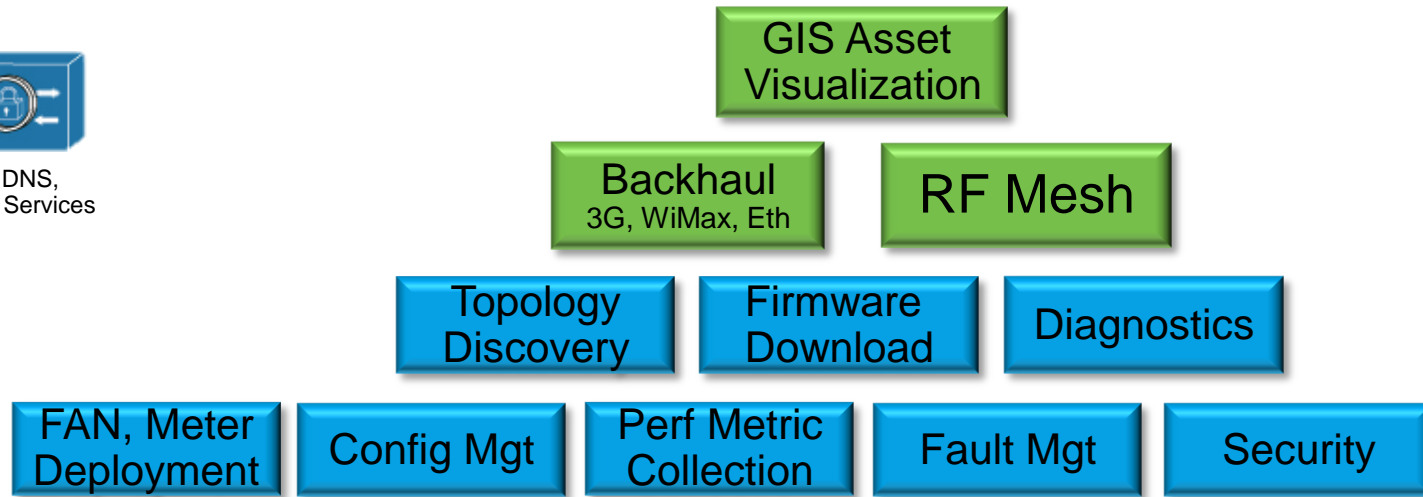 GIS Asset
Visualization
DNS,
Services
Backhaul
3G, WiMax, Eth
RF Mesh
Topology
Discovery
Firmware
Download
Diagnostics
FAN, Meter
Deployment
Config Mgt
Perf Metric
Collection
Fault Mgt
Security